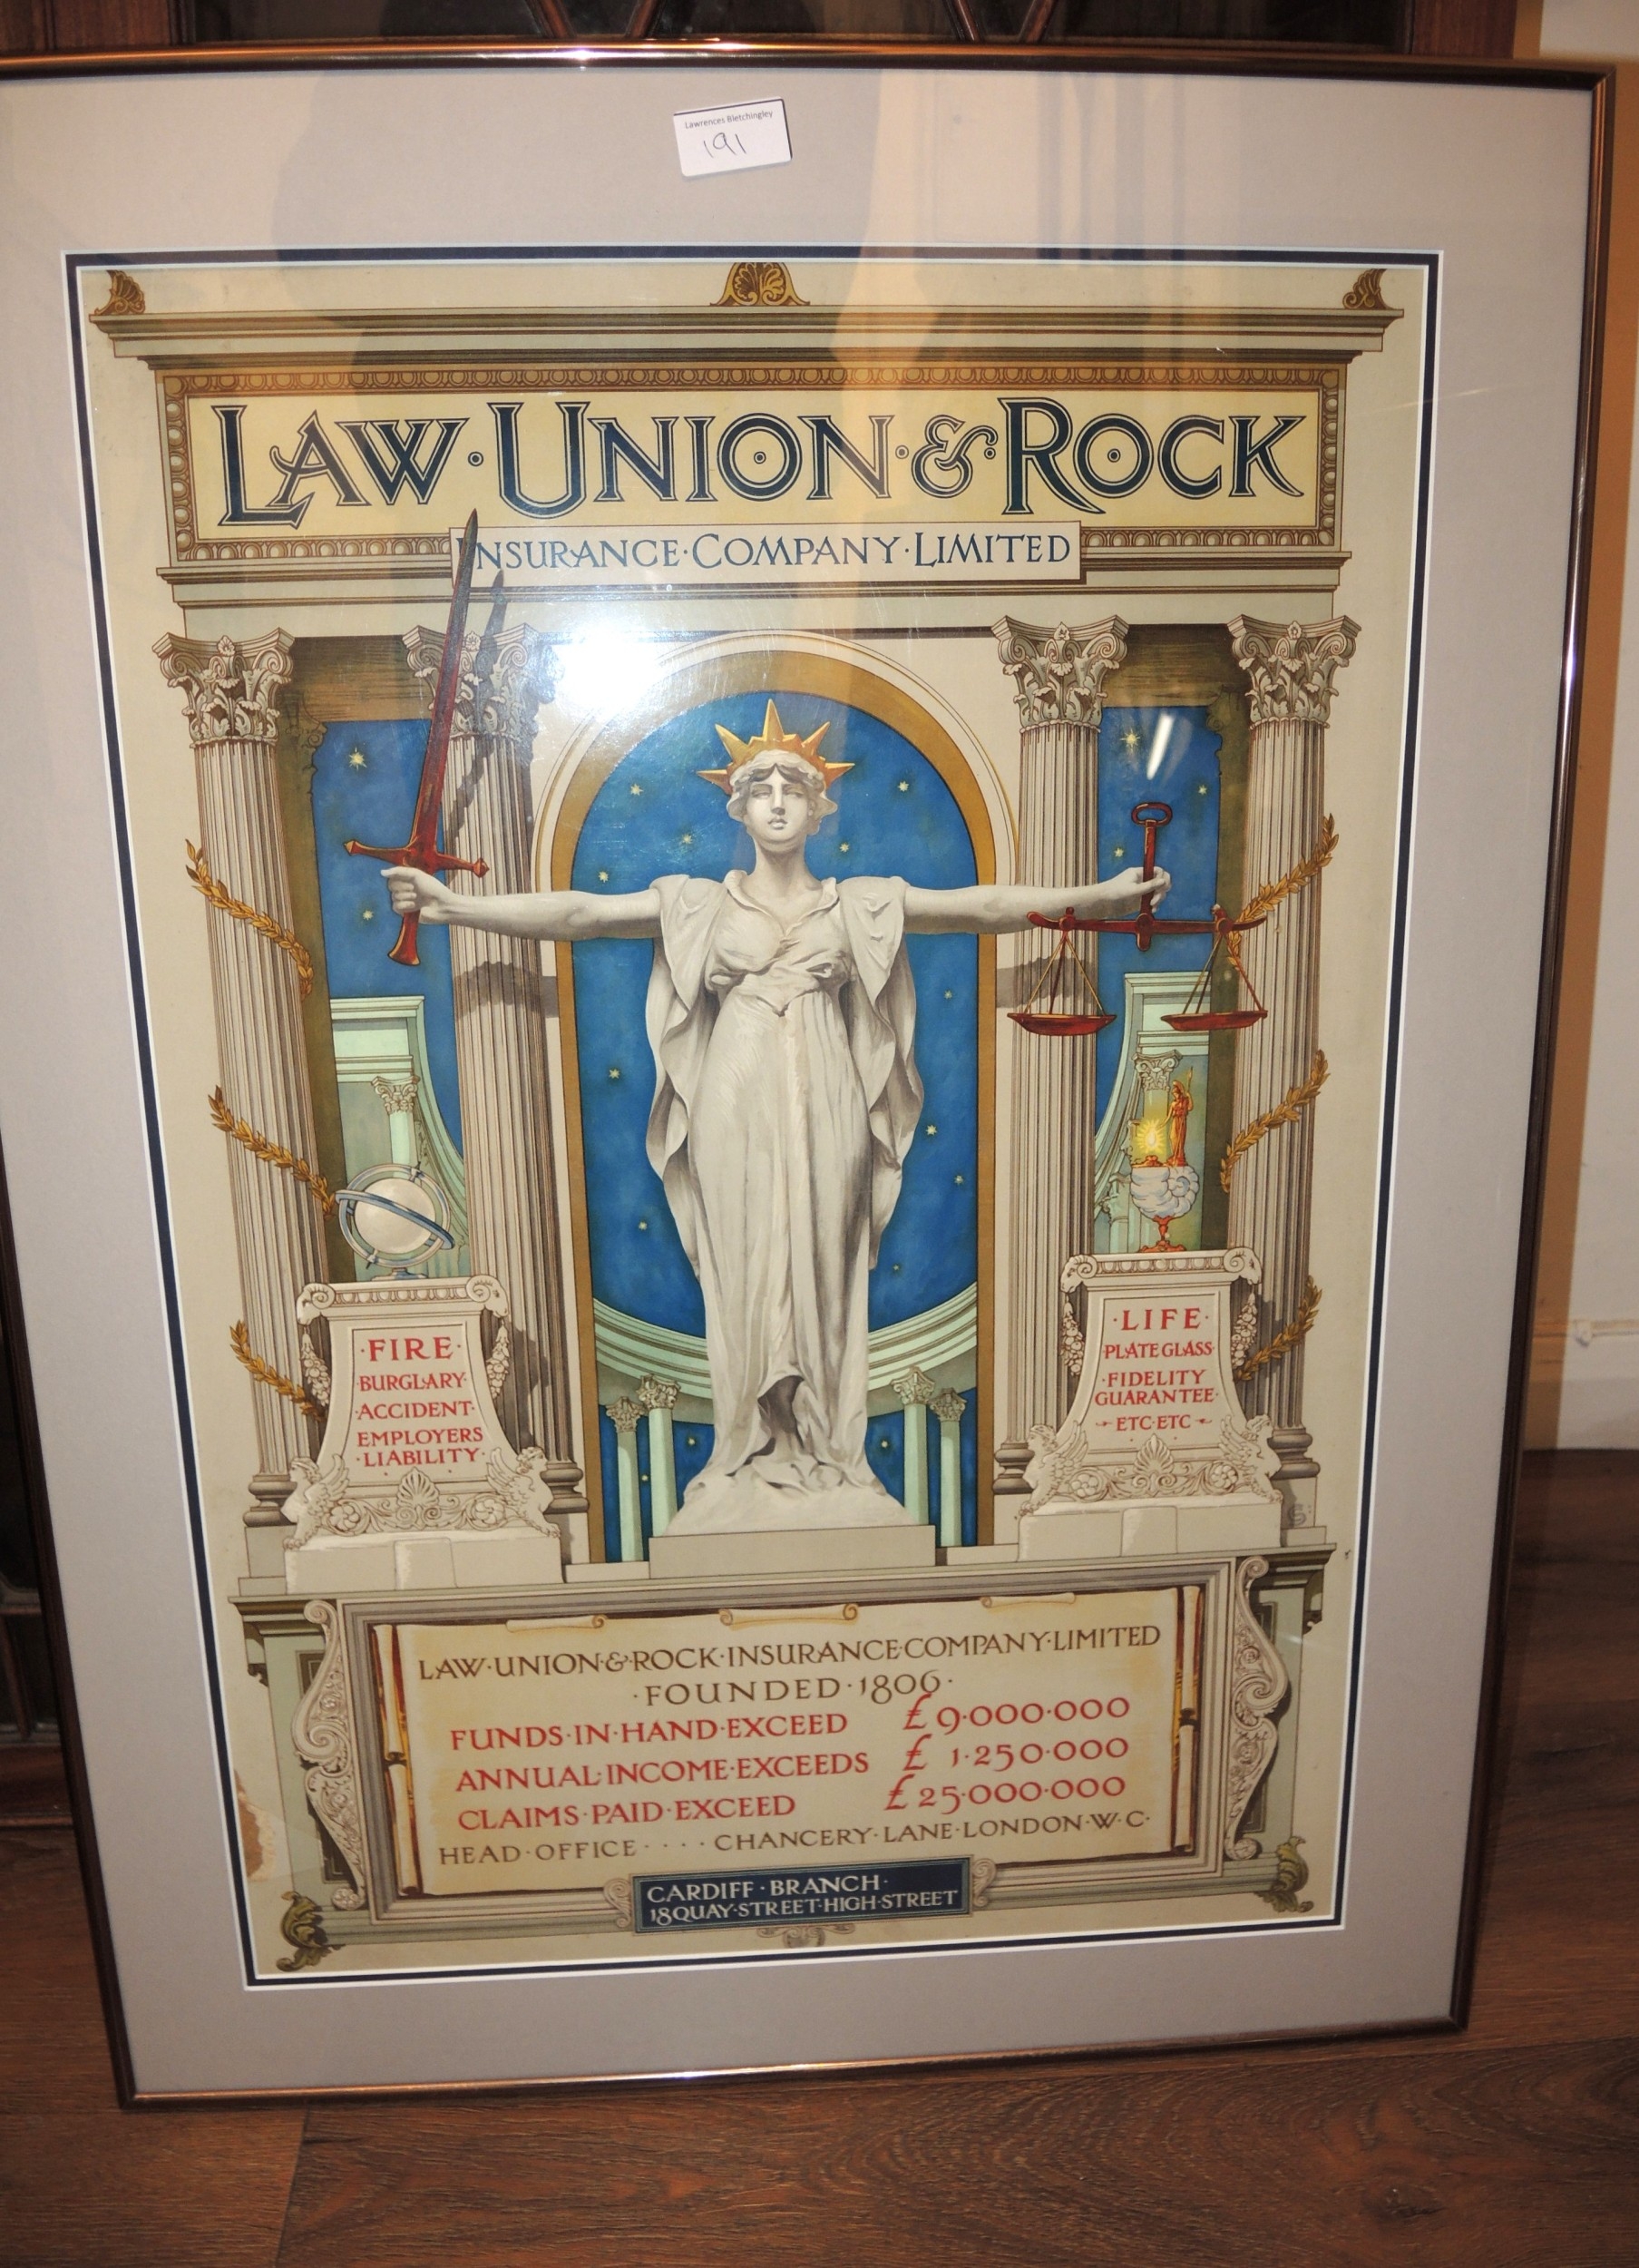 Lawrences Bletchingley
191
LAW·UNION·&·ROCK
INSURANCE·COMPANY·LIMITED
·FIRE·
·BURGLARY·
·ACCIDENT·
EMPLOYERS
·LIABILITY·
·LIFE·
·PLATE GLASS·
·FIDELITY
GUARANTEE·
ETC·ETC
LAW·UNION·&·ROCK·INSURANCE·COMPANY·LIMITED
·FOUNDED·1806·
FUNDS·IN·HAND·EXCEED £9·000·000
ANNUAL·INCOME·EXCEEDS £1·250·000
CLAIMS·PAID·EXCEED £25·000·000
HEAD·OFFICE····CHANCERY·LANE·LONDON·W·C·
CARDIFF·BRANCH·
18QUAY·STREET·HIGH·STREET